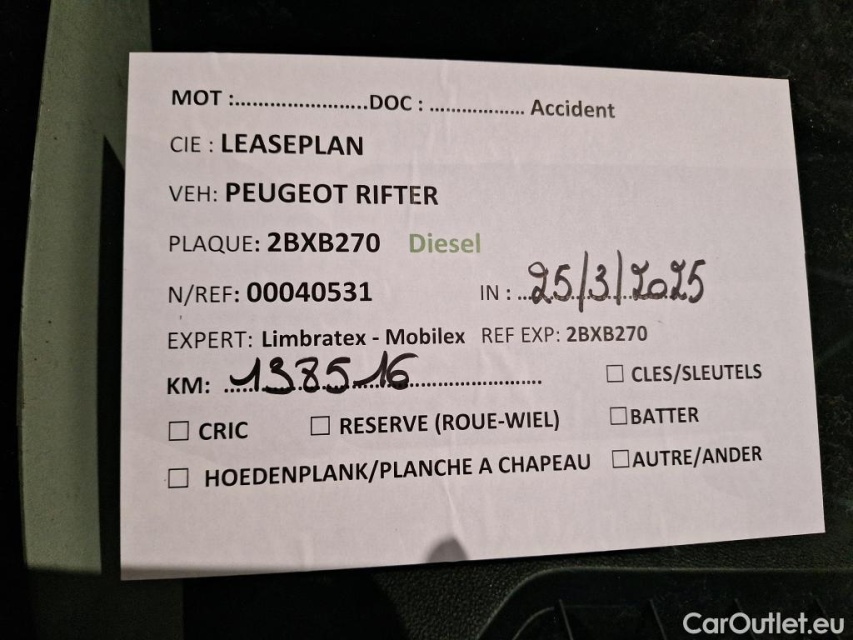 MOT :......................DOC : ................. Accident
CIE : LEASEPLAN
VEH: PEUGEOT RIFTER
PLAQUE: 2BXB270 Diesel
N/REF: 00040531 IN : ..25/3/2025
EXPERT: Limbratex - Mobilex REF EXP: 2BXB270
KM: 138516
☐ CLES/SLEUTELS
☐ CRIC ☐ RESERVE (ROUE-WIEL) ☐BATTER
☐ HOEDENPLANK/PLANCHE A CHAPEAU ☐AUTRE/ANDER
CarOutlet.eu